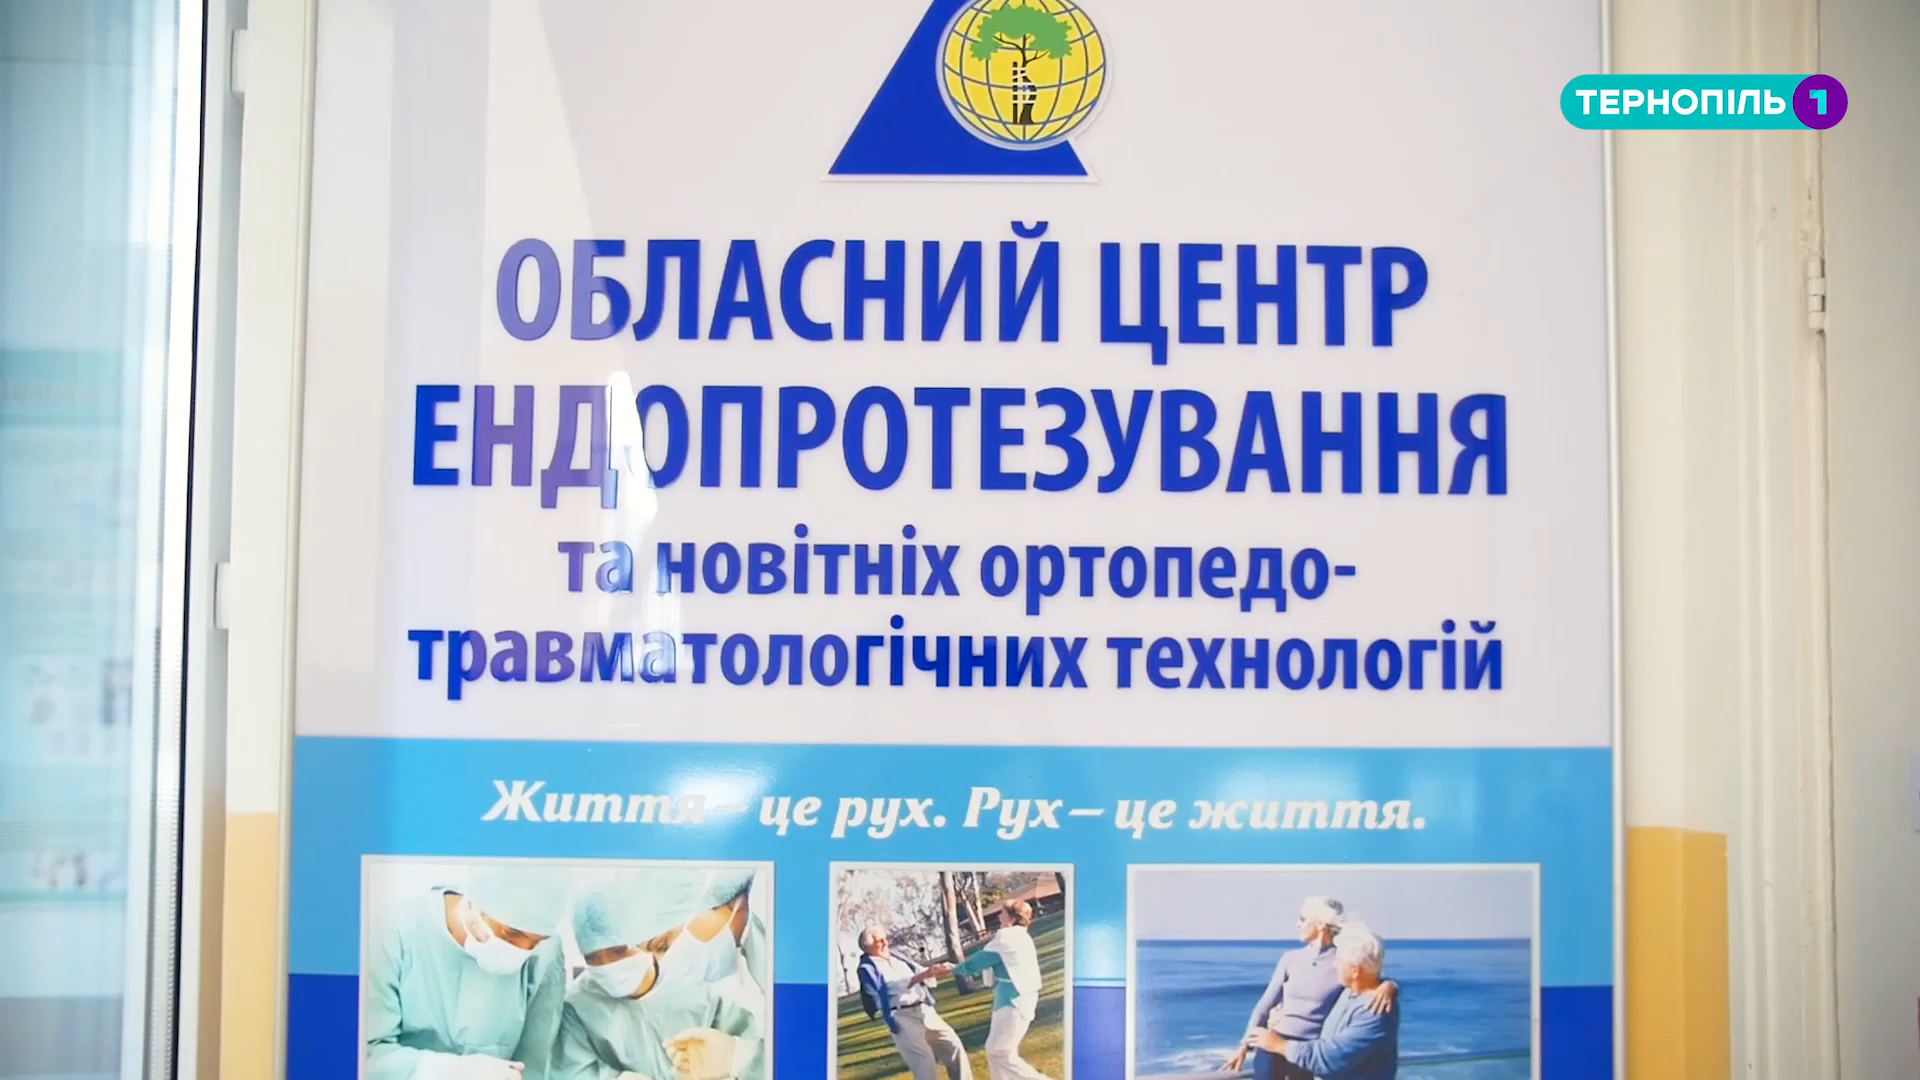 ТЕРНОПІЛЬ 1
ОБЛАСНИЙ ЦЕНТР
ЕНДОПРОТЕЗУВАННЯ
та новітніх ортопедо-
травматологічних технологій
Життя – це рух. Рух – це життя.